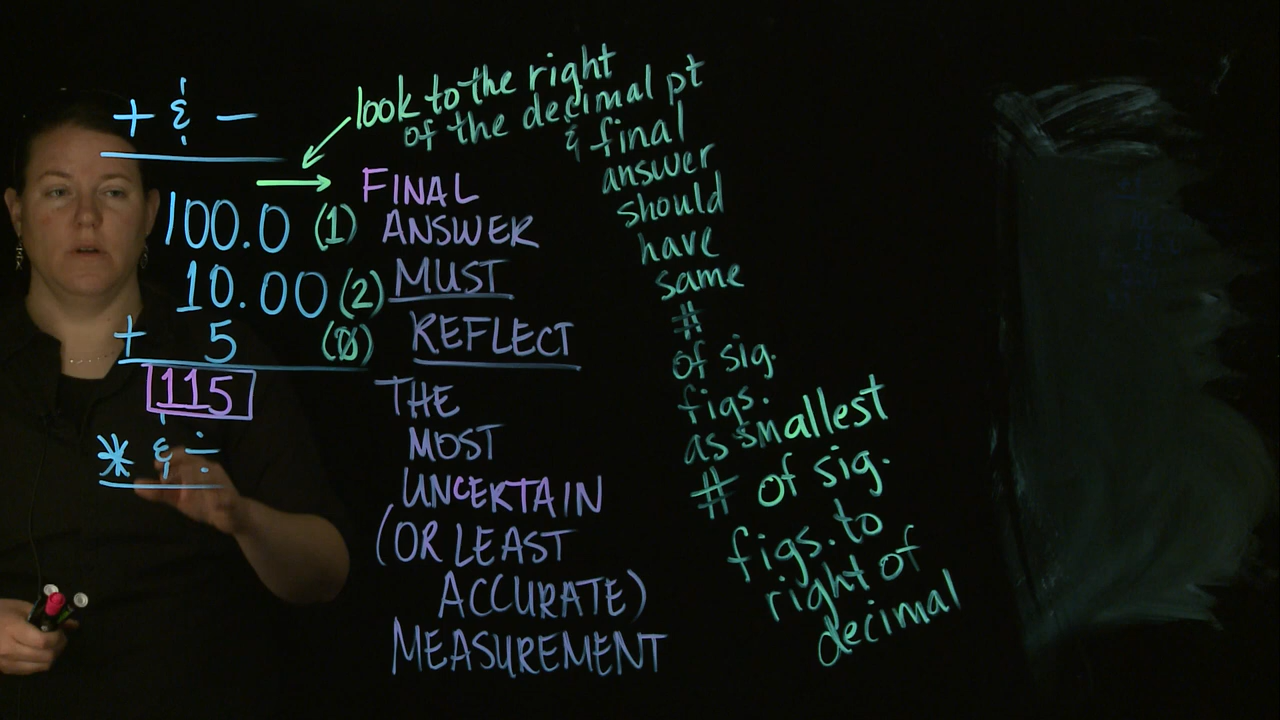 + & −
100.0 (1)
10.00 (2)
+ 5 (0)
115
* & ÷
look to the right
of the decimal pt
& final
answer
should
have
same
#
of sig.
figs.
as smallest
# of sig.
figs. to
right of
decimal
FINAL
ANSWER
MUST
REFLECT
THE
MOST
UNCERTAIN
(OR LEAST
ACCURATE)
MEASUREMENT